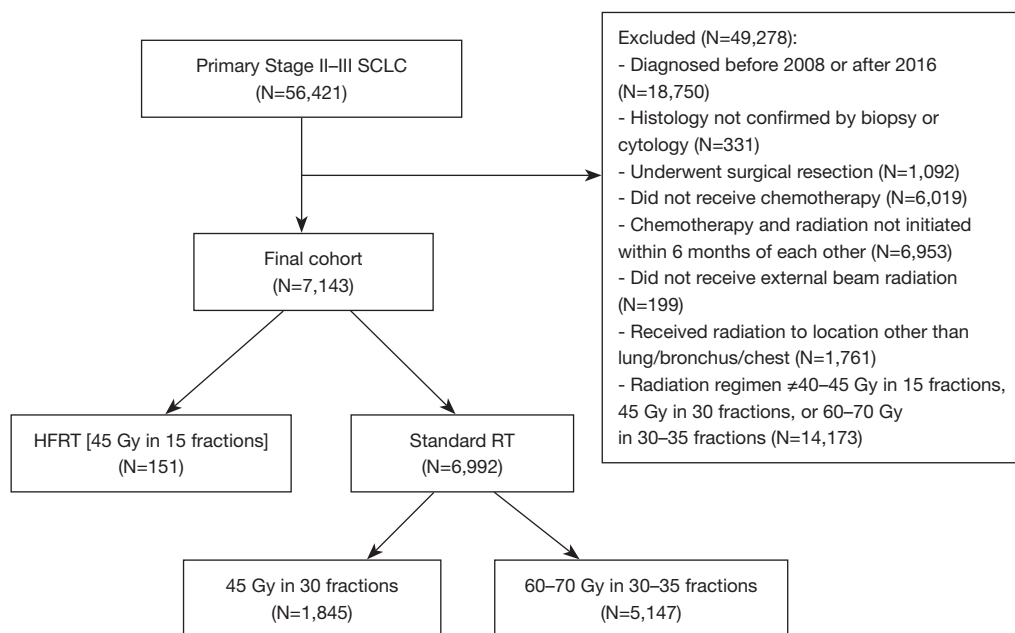 Primary Stage II–III SCLC
(N=56,421)
Excluded (N=49,278):
- Diagnosed before 2008 or after 2016
(N=18,750)
- Histology not confirmed by biopsy or
cytology (N=331)
- Underwent surgical resection (N=1,092)
- Did not receive chemotherapy (N=6,019)
- Chemotherapy and radiation not initiated
within 6 months of each other (N=6,953)
- Did not receive external beam radiation
(N=199)
- Received radiation to location other than
lung/bronchus/chest (N=1,761)
- Radiation regimen ≠40–45 Gy in 15 fractions,
45 Gy in 30 fractions, or 60–70 Gy
in 30–35 fractions (N=14,173)
Final cohort
(N=7,143)
HFRT [45 Gy in 15 fractions]
(N=151)
Standard RT
(N=6,992)
45 Gy in 30 fractions
(N=1,845)
60–70 Gy in 30–35 fractions
(N=5,147)